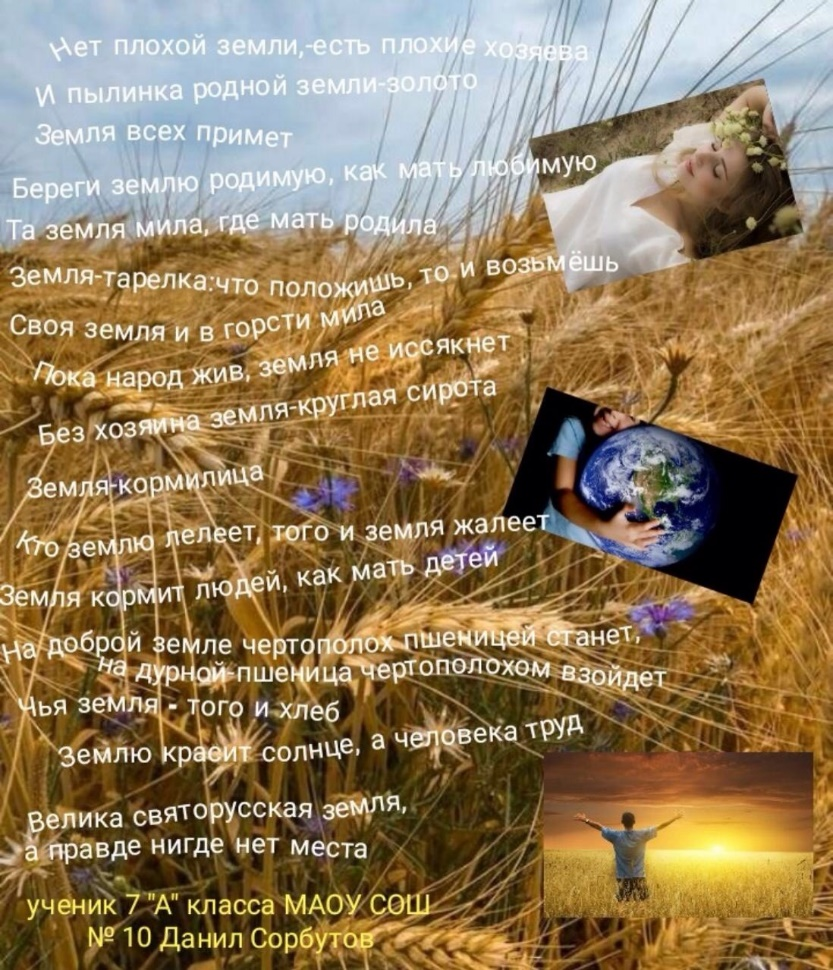 Нет плохой земли,-есть плохие хозяева
И пылинка родной земли-золото
Земля всех примет
Береги землю родимую, как мать любимую
Та земля мила, где мать родила
Земля-тарелка:что положишь, то и возьмёшь
Своя земля и в горсти мила
Пока народ жив, земля не иссякнет
Без хозяина земля-круглая сирота
Земля-кормилица
Кто землю лелеет, того и земля жалеет
Земля кормит людей, как мать детей
На доброй земле чертополох пшеницей станет,
на дурной-пшеница чертополохом взойдет
Чья земля - того и хлеб
Землю красит солнце, а человека труд
Велика святорусская земля,
а правде нигде нет места
ученик 7 "А" класса МАОУ СОШ
№ 10 Данил Сорбутов